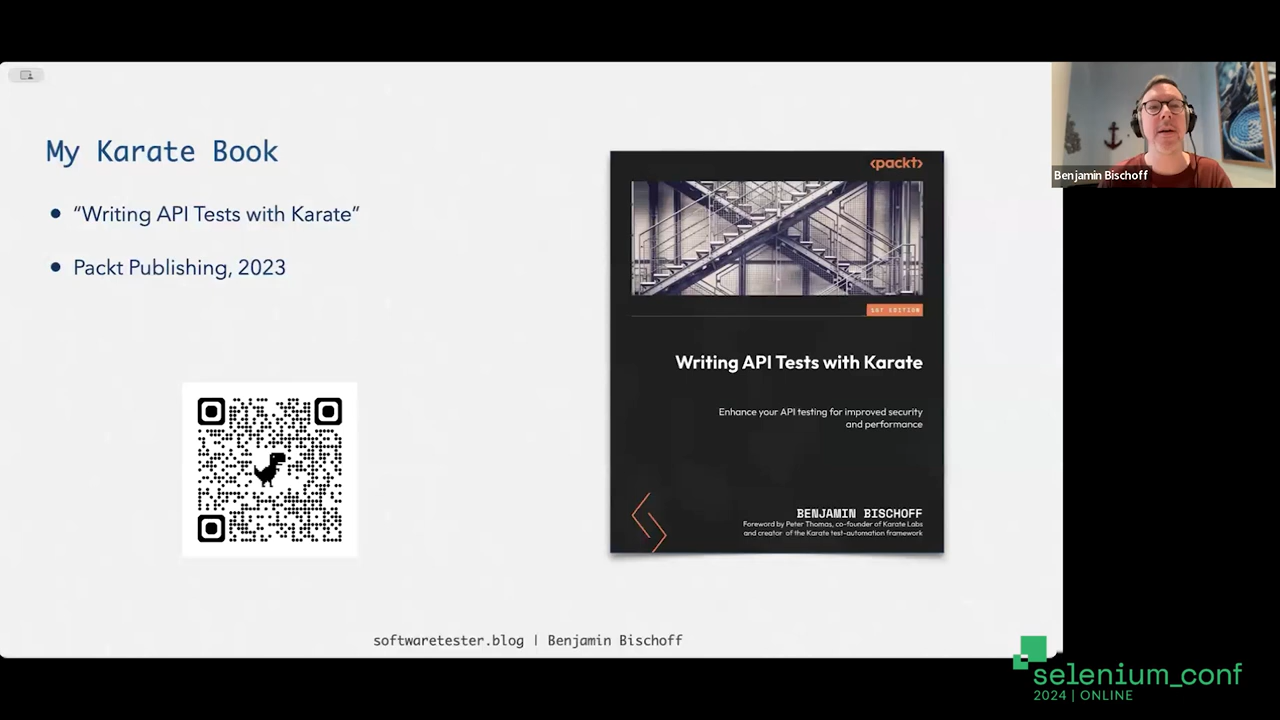 My Karate Book
• “Writing API Tests with Karate”
• Packt Publishing, 2023
<packt>
1ST EDITION
Writing API Tests with Karate
Enhance your API testing for improved security
and performance
BENJAMIN BISCHOFF
Foreword by Peter Thomas, co-founder of Karate Labs
and creator of the Karate test-automation framework
softwaretester.blog | Benjamin Bischoff
Benjamin Bischoff
selenium_conf
2024 | ONLINE